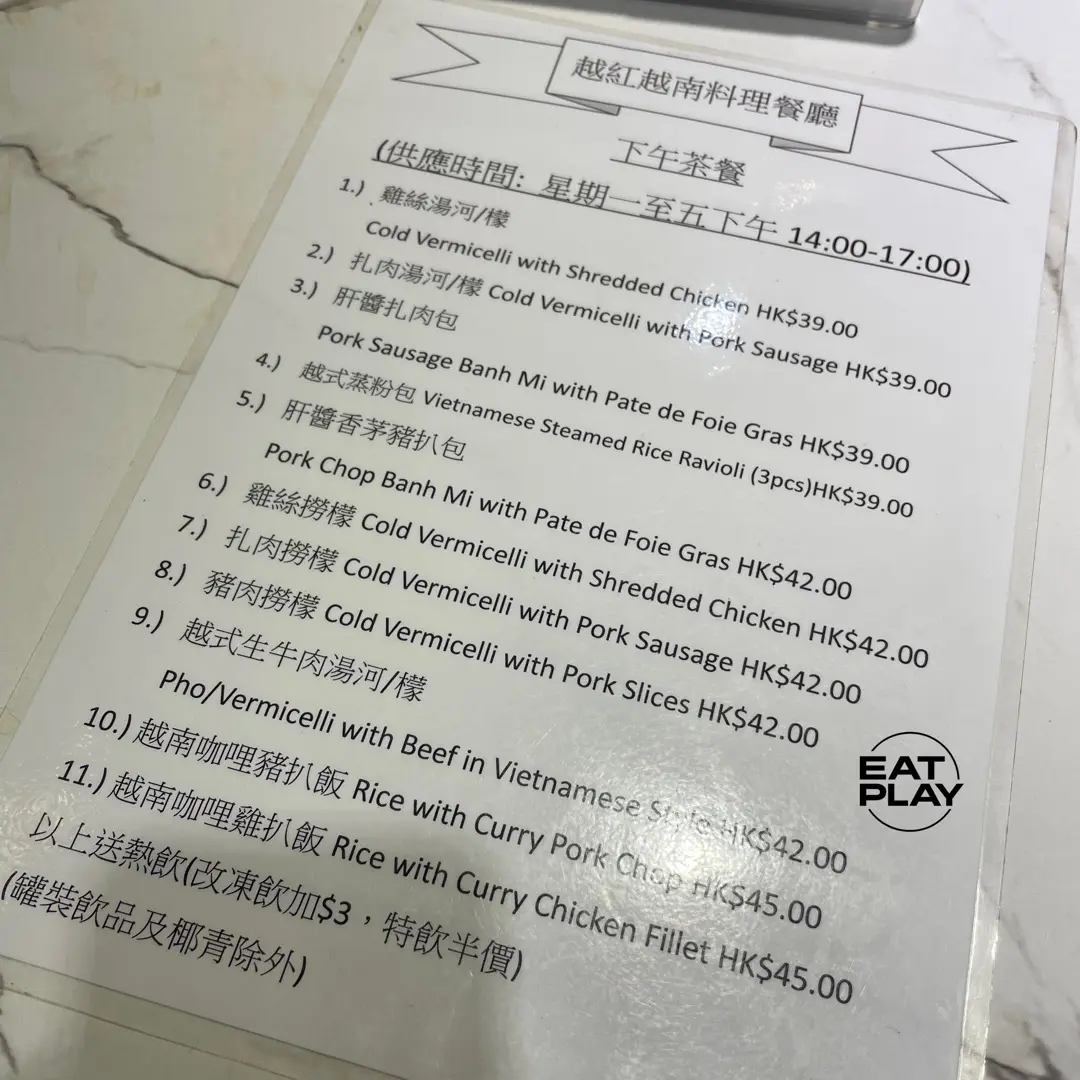 越紅越南料理餐廳
下午茶餐
(供應時間: 星期一至五下午 14:00-17:00)
1.) 雞絲湯河/檬
Cold Vermicelli with Shredded Chicken HK$39.00
2.) 扎肉湯河/檬 Cold Vermicelli with Pork Sausage HK$39.00
3.) 肝醬扎肉包
Pork Sausage Banh Mi with Pate de Foie Gras HK$39.00
4.) 越式蒸粉包 Vietnamese Steamed Rice Ravioli (3pcs)HK$39.00
5.) 肝醬香茅豬扒包
Pork Chop Banh Mi with Pate de Foie Gras HK$42.00
6.) 雞絲撈檬 Cold Vermicelli with Shredded Chicken HK$42.00
7.) 扎肉撈檬 Cold Vermicelli with Pork Sausage HK$42.00
8.) 豬肉撈檬 Cold Vermicelli with Pork Slices HK$42.00
9.) 越式生牛肉湯河/檬
Pho/Vermicelli with Beef in Vietnamese Style HK$42.00
10.) 越南咖哩豬扒飯 Rice with Curry Pork Chop HK$45.00
11.) 越南咖哩雞扒飯 Rice with Curry Chicken Fillet HK$45.00
以上送熱飲(改凍飲加$3，特飲半價)
(罐裝飲品及椰青除外)
EAT
PLAY